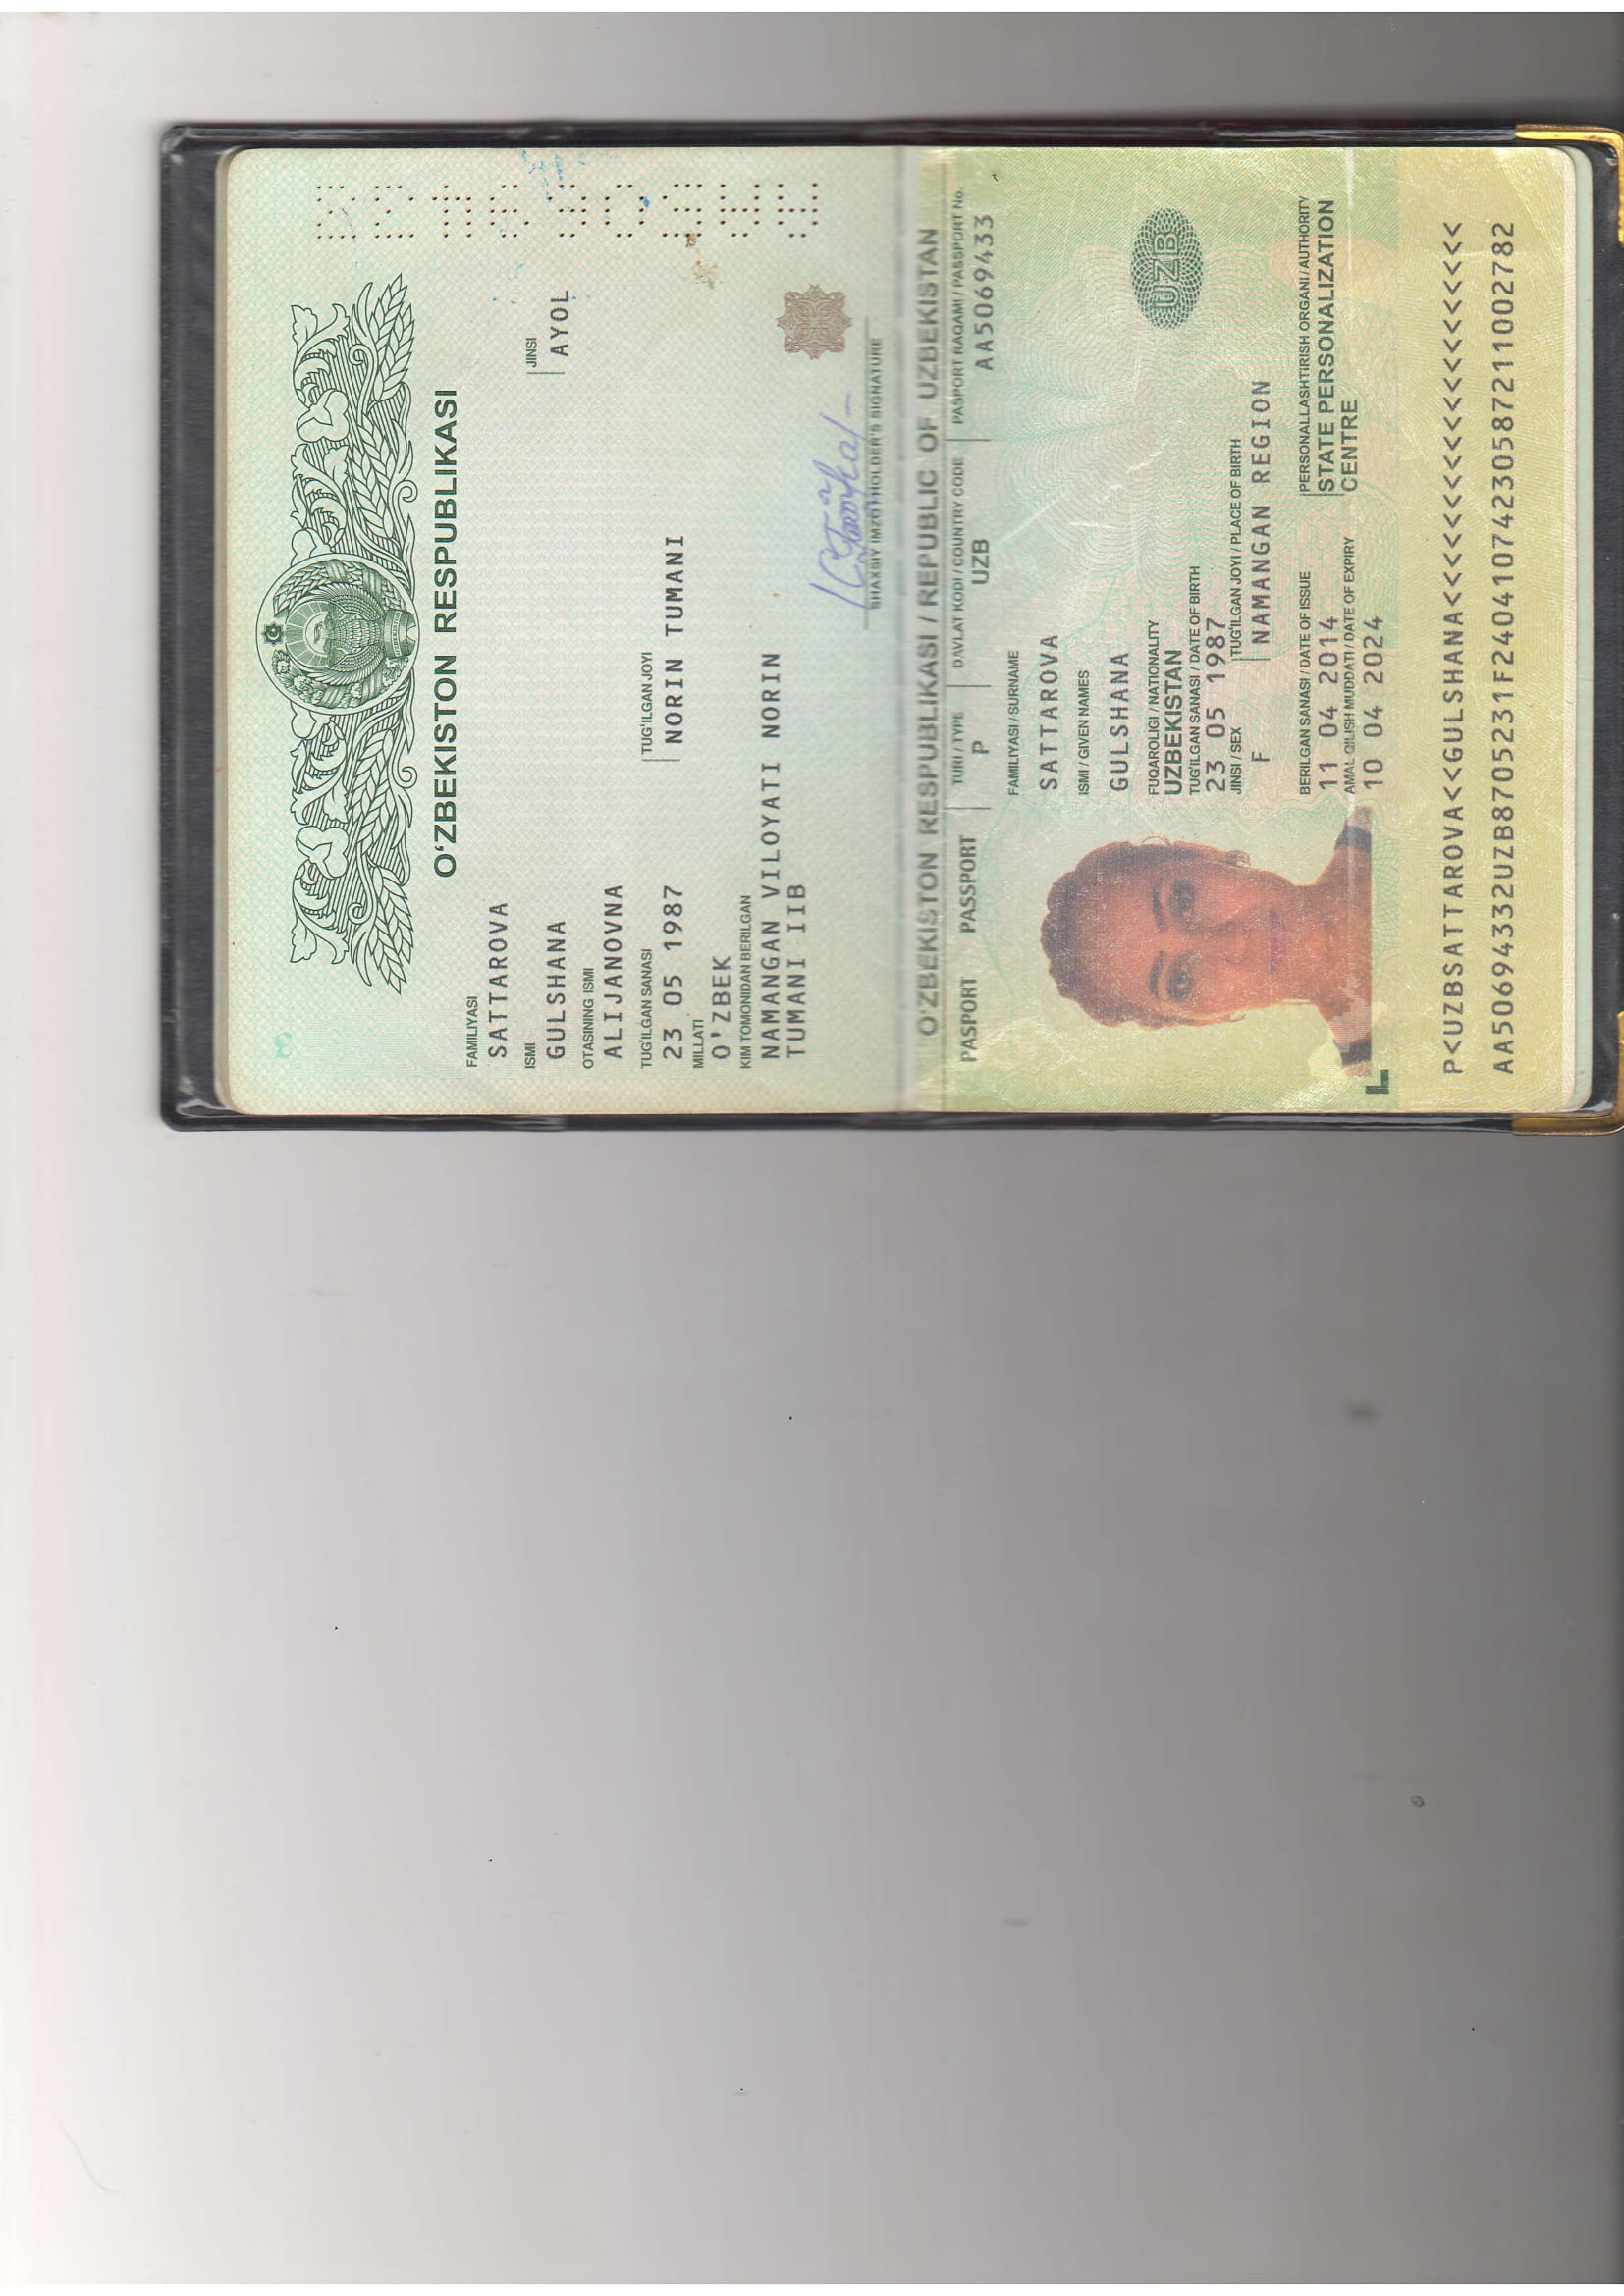 O‘ZBEKISTON RESPUBLIKASI
FAMILIYASI
SATTAROVA
ISMI
GULSHANA
JINSI
AYOL
OTASINING ISMI
ALIJANOVNA
TUG‘ILGAN SANASI
23 05 1987
TUG‘ILGAN JOYI
NORIN TUMANI
MILLATI
O'ZBEK
KIM TOMONIDAN BERILGAN
NAMANGAN VILOYATI NORIN
TUMANI IIB
SHAXSIY IMZO / HOLDER'S SIGNATURE
O‘ZBEKISTON RESPUBLIKASI / REPUBLIC OF UZBEKISTAN
PASPORT PASSPORT
TURI / TYPE
P
DAVLAT KODI / COUNTRY CODE
UZB
PASPORT RAQAMI / PASSPORT No.
AA5069433
FAMILIYASI / SURNAME
SATTAROVA
ISMI / GIVEN NAMES
GULSHANA
FUQAROLIGI / NATIONALITY
UZBEKISTAN
UZB
TUG‘ILGAN SANASI / DATE OF BIRTH
23 05 1987
JINSI / SEX
F
TUG‘ILGAN JOYI / PLACE OF BIRTH
NAMANGAN REGION
BERILGAN SANASI / DATE OF ISSUE
11 04 2014
PERSONALLASHTIRISH ORGANI / AUTHORITY
STATE PERSONALIZATION
CENTRE
AMAL QILISH MUDDATI / DATE OF EXPIRY
10 04 2024
P<UZBSATTAROVA<<GULSHANA<<<<<<<<<<<<<<<<<<<<
AA50694332UZB8705231F24041074230587211002782